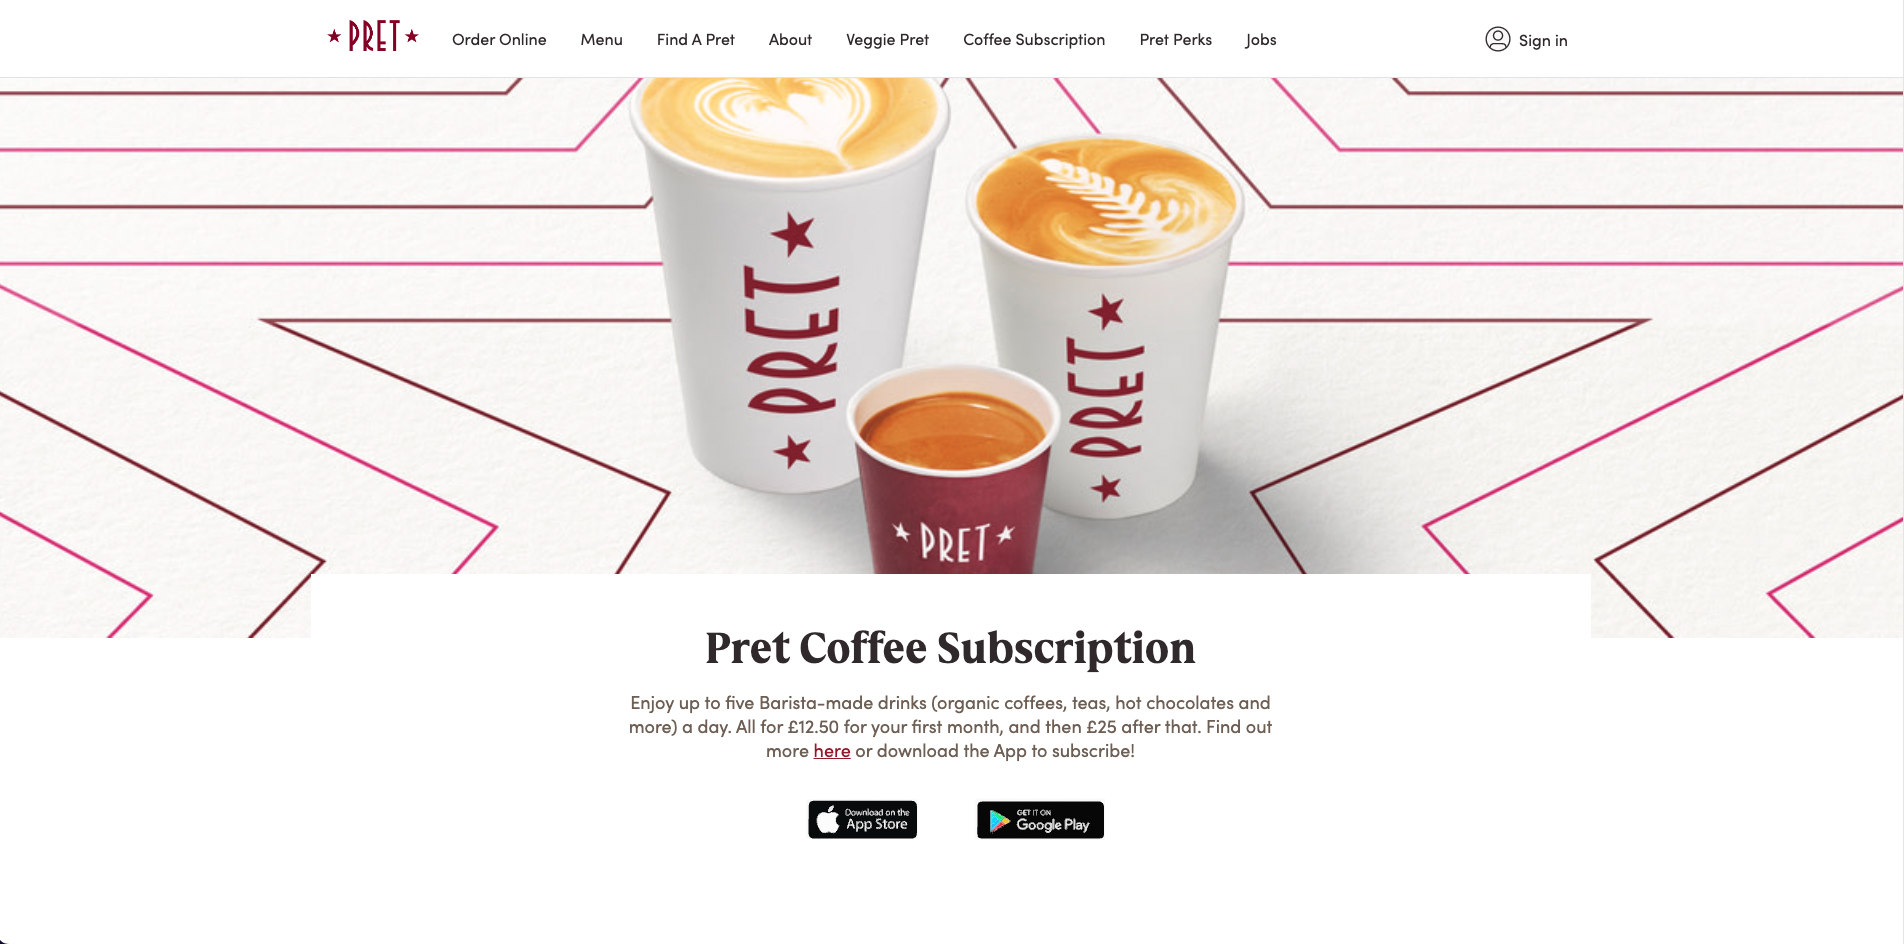 PRET
Order Online
Menu
Find A Pret
About
Veggie Pret
Coffee Subscription
Pret Perks
Jobs
Sign in
PRET
PRET
PRET
Pret Coffee Subscription
Enjoy up to five Barista-made drinks (organic coffees, teas, hot chocolates and
more) a day. All for £12.50 for your first month, and then £25 after that. Find out
more here or download the App to subscribe!
Download on the
App Store
GET IT ON
Google Play